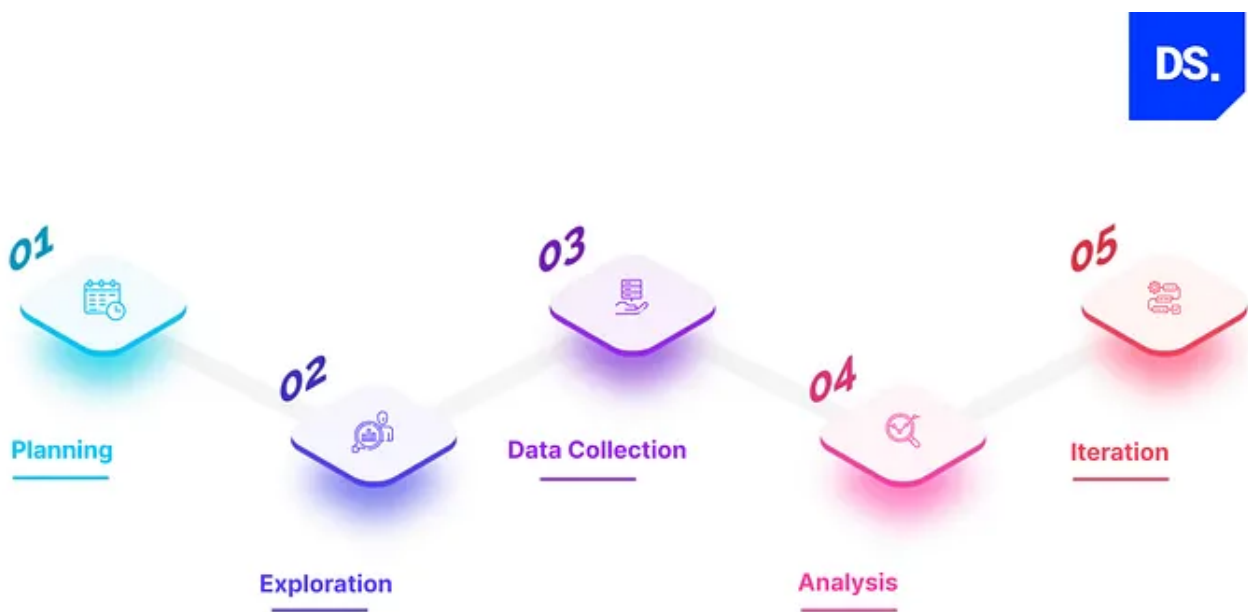 DS.
01
Planning
02
Exploration
03
Data Collection
04
Analysis
05
Iteration